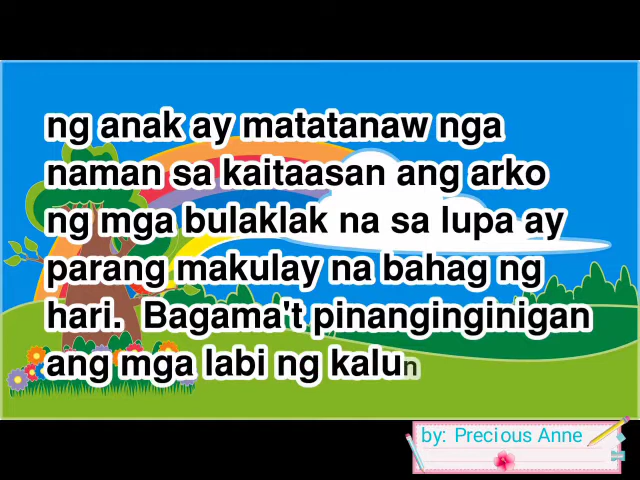 ng anak ay matatanaw nga
naman sa kaitaasan ang arko
ng mga bulaklak na sa lupa ay
parang makulay na bahag ng
hari.  Bagama't pinanginginigan
ang mga labi ng kalun
by: Precious Anne